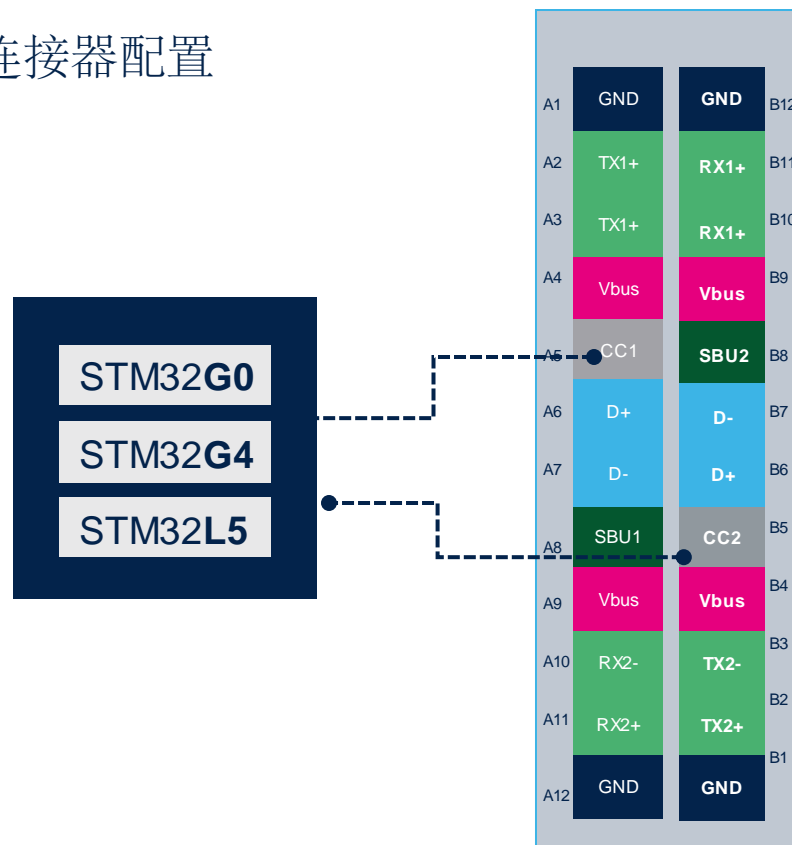 连接器配置
A1 GND GND B12
A2 TX1+ RX1+ B11
A3 TX1+ RX1+ B10
A4 Vbus Vbus B9
A5 CC1 SBU2 B8
A6 D+ D- B7
A7 D- D+ B6
A8 SBU1 CC2 B5
A9 Vbus Vbus B4
A10 RX2- TX2- B3
A11 RX2+ TX2+ B2
A12 GND GND B1
STM32G0
STM32G4
STM32L5